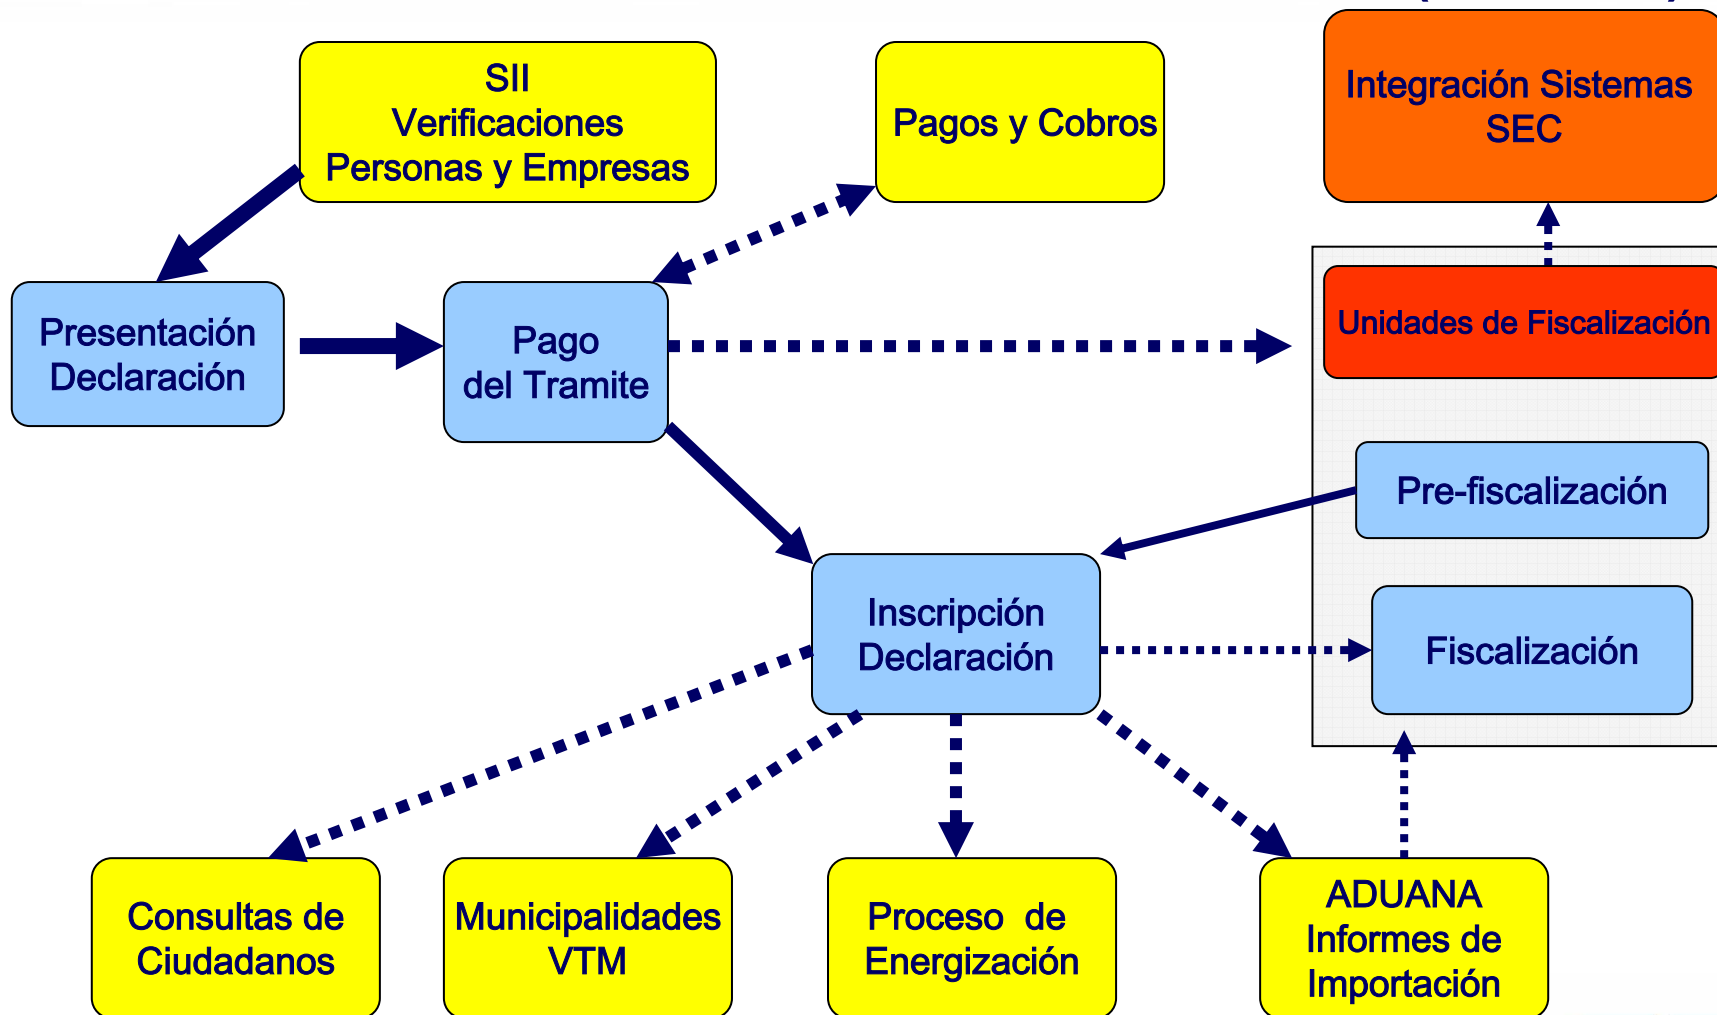 SII
Verificaciones
Personas y Empresas
Pagos y Cobros
Integración Sistemas
SEC
Presentación
Declaración
Pago
del Tramite
Unidades de Fiscalización
Pre-fiscalización
Inscripción
Declaración
Fiscalización
Consultas de
Ciudadanos
Municipalidades
VTM
Proceso de
Energización
ADUANA
Informes de
Importación